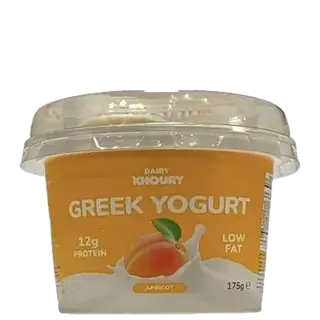 DAIRY
KHOURY
GREEK YOGURT
12g
PROTEIN
LOW
FAT
APRICOT
175g